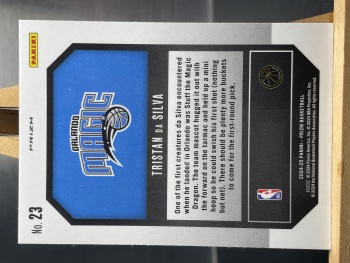 PANINI
PRIZM
ORLANDO
MAGIC
No. 23
TRISTAN DA SILVA
One of the first creatures da Silva encountered
when he landed in Orlando was Stuff the Magic
Dragon. The team mascot hugged it out with
the forward on the tarmac and held up a mini
hoop so he could swish his first shot (nothing
but net). There should be plenty more buckets
to come for the first-round pick.
NBA
2024-25 PANINI - PRIZM BASKETBALL